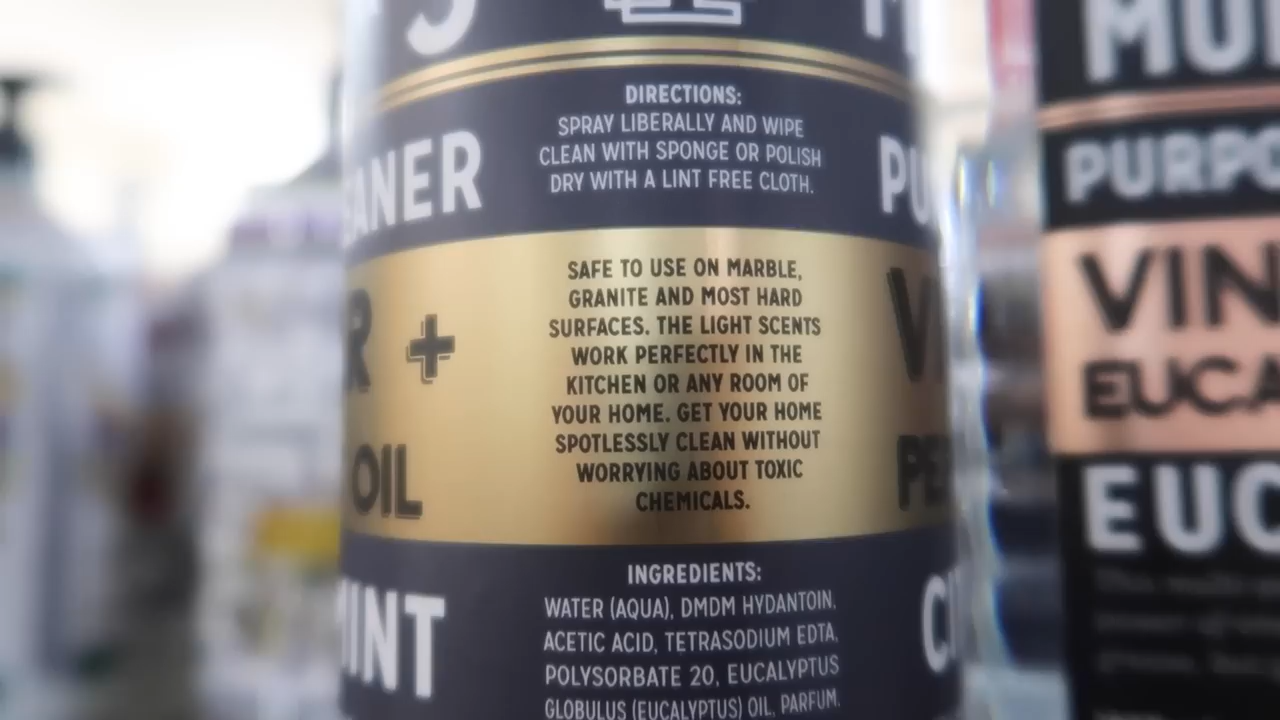 DIRECTIONS:
SPRAY LIBERALLY AND WIPE
CLEAN WITH SPONGE OR POLISH
DRY WITH A LINT FREE CLOTH.
SAFE TO USE ON MARBLE,
GRANITE AND MOST HARD
SURFACES. THE LIGHT SCENTS
WORK PERFECTLY IN THE
KITCHEN OR ANY ROOM OF
YOUR HOME. GET YOUR HOME
SPOTLESSLY CLEAN WITHOUT
WORRYING ABOUT TOXIC
CHEMICALS.
INGREDIENTS:
WATER (AQUA), DMDM HYDANTOIN,
ACETIC ACID, TETRASODIUM EDTA,
POLYSORBATE 20, EUCALYPTUS
GLOBULUS (EUCALYPTUS) OIL, PARFUM.
ANER
R +
OIL
INT
PU
V
PE
CI
MUL
PURPO
VIN
EUCA
EUC